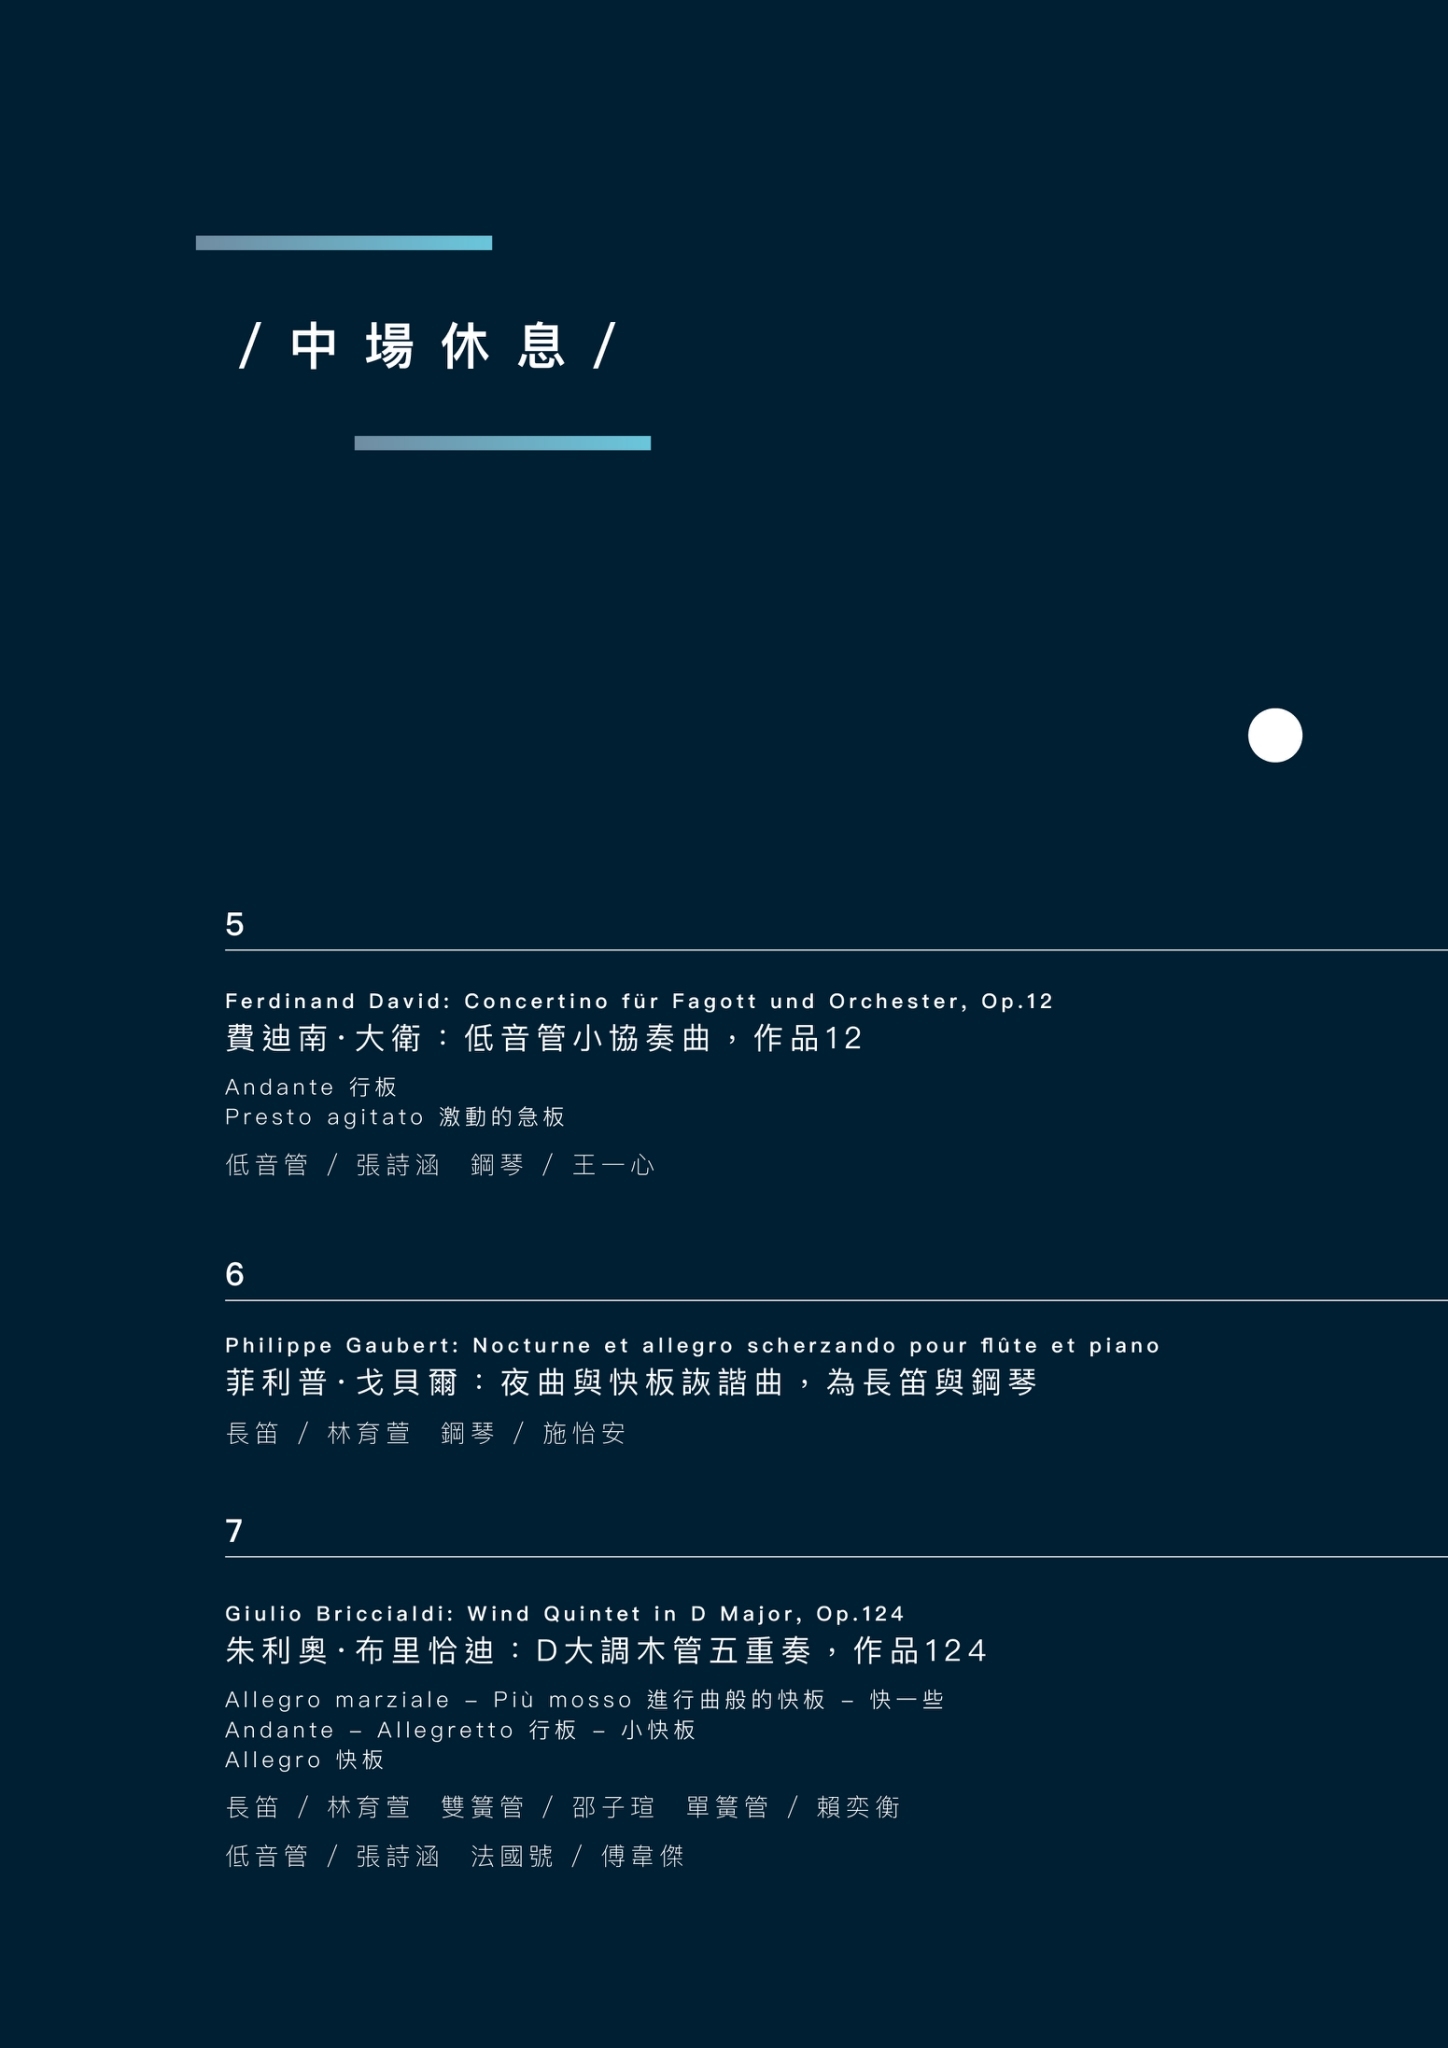 / 中場休息 /
5
Ferdinand David: Concertino für Fagott und Orchester, Op.12
費迪南·大衛：低音管小協奏曲，作品12
Andante 行板
Presto agitato 激動的急板
低音管 / 張詩涵　鋼琴 / 王一心
6
Philippe Gaubert: Nocturne et allegro scherzando pour flûte et piano
菲利普·戈貝爾：夜曲與快板詼諧曲，為長笛與鋼琴
長笛 / 林育萱　鋼琴 / 施怡安
7
Giulio Briccialdi: Wind Quintet in D Major, Op.124
朱利奧·布里恰迪：D大調木管五重奏，作品124
Allegro marziale – Più mosso 進行曲般的快板 – 快一些
Andante – Allegretto 行板 – 小快板
Allegro 快板
長笛 / 林育萱　雙簧管 / 邵子瑄　單簧管 / 賴奕衡
低音管 / 張詩涵　法國號 / 傅韋傑